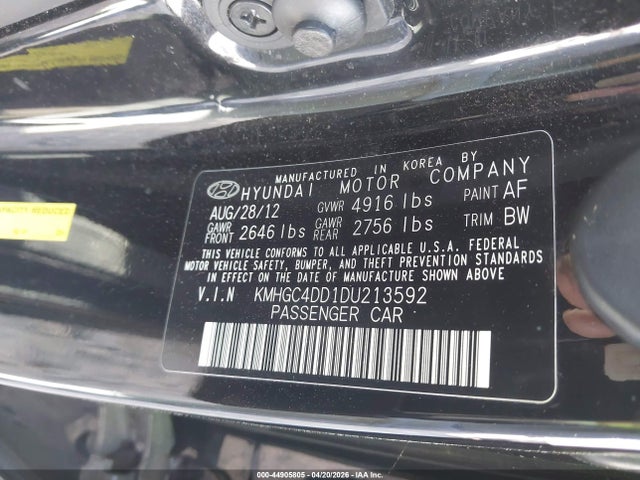 MANUFACTURED IN KOREA BY
HYUNDAI MOTOR COMPANY
AUG/28/12 GVWR 4916 lbs PAINT AF
GAWR FRONT 2646 lbs GAWR REAR 2756 lbs TRIM BW
THIS VEHICLE CONFORMS TO ALL APPLICABLE U.S.A. FEDERAL
MOTOR VEHICLE SAFETY, BUMPER, AND THEFT PREVENTION STANDARDS
IN EFFECT ON THE DATE OF MANUFACTURE SHOWN ABOVE
V.I.N KMHGC4DD1DU213592
PASSENGER CAR
REDUCED
000-44905805 - 04/20/2026 - IAA Inc.